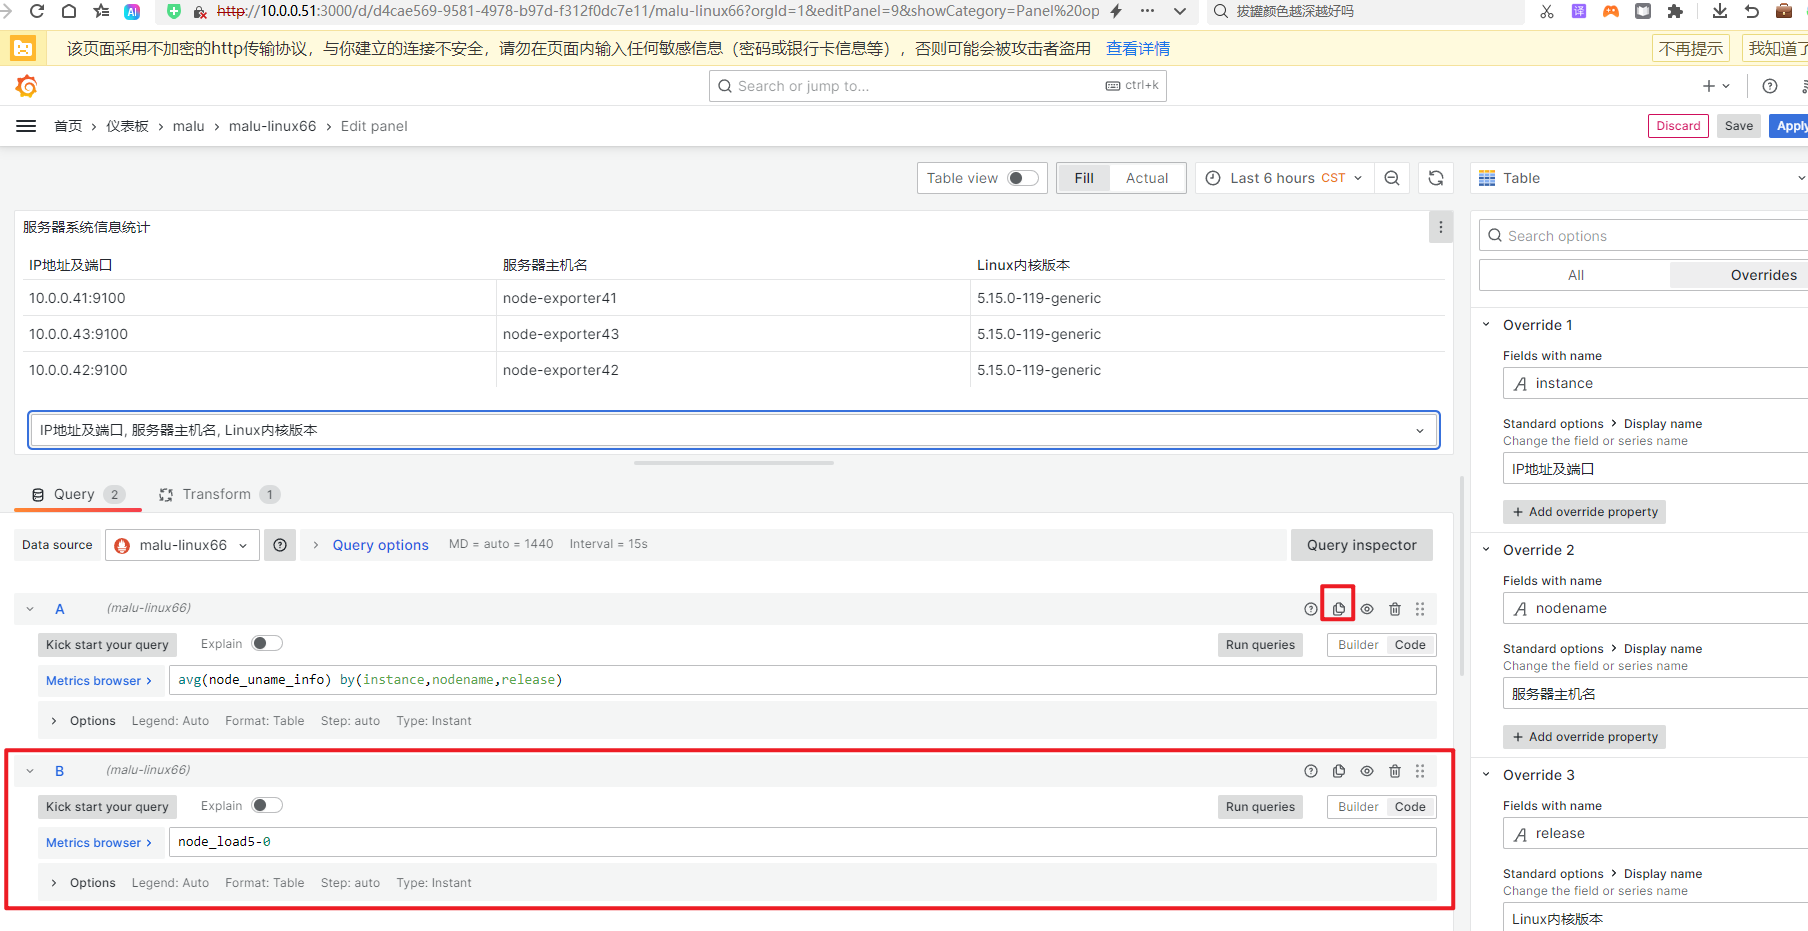 http://10.0.0.51:3000/d/d4cae569-9581-4978-b97d-f312f0dc7e11/malu-linux66?orgId=1&editPanel=9&showCategory=Panel%20op
拔罐颜色越深越好吗
AI
译
该页面采用不加密的http传输协议，与你建立的连接不安全，请勿在页面内输入任何敏感信息（密码或银行卡信息等），否则可能会被攻击者盗用 查看详情
不再提示
我知道了
Search or jump to...
ctrl+k
首页 › 仪表板 › malu › malu-linux66 › Edit panel
Discard
Save
Apply
Table view
Fill
Actual
Last 6 hours CST
Table
服务器系统信息统计
IP地址及端口 服务器主机名 Linux内核版本
10.0.0.41:9100 node-exporter41 5.15.0-119-generic
10.0.0.43:9100 node-exporter43 5.15.0-119-generic
10.0.0.42:9100 node-exporter42 5.15.0-119-generic
IP地址及端口, 服务器主机名, Linux内核版本
Query 2
Transform 1
Data source
malu-linux66
Query options
MD = auto = 1440
Interval = 15s
Query inspector
A (malu-linux66)
Kick start your query
Explain
Run queries
Builder
Code
Metrics browser >
avg(node_uname_info) by(instance,nodename,release)
Options Legend: Auto Format: Table Step: auto Type: Instant
B (malu-linux66)
Kick start your query
Explain
Run queries
Builder
Code
Metrics browser >
node_load5-0
Options Legend: Auto Format: Table Step: auto Type: Instant
Search options
All
Overrides
Override 1
Fields with name
instance
Standard options > Display name
Change the field or series name
IP地址及端口
+ Add override property
Override 2
Fields with name
nodename
Standard options > Display name
Change the field or series name
服务器主机名
+ Add override property
Override 3
Fields with name
release
Standard options > Display name
Change the field or series name
Linux内核版本